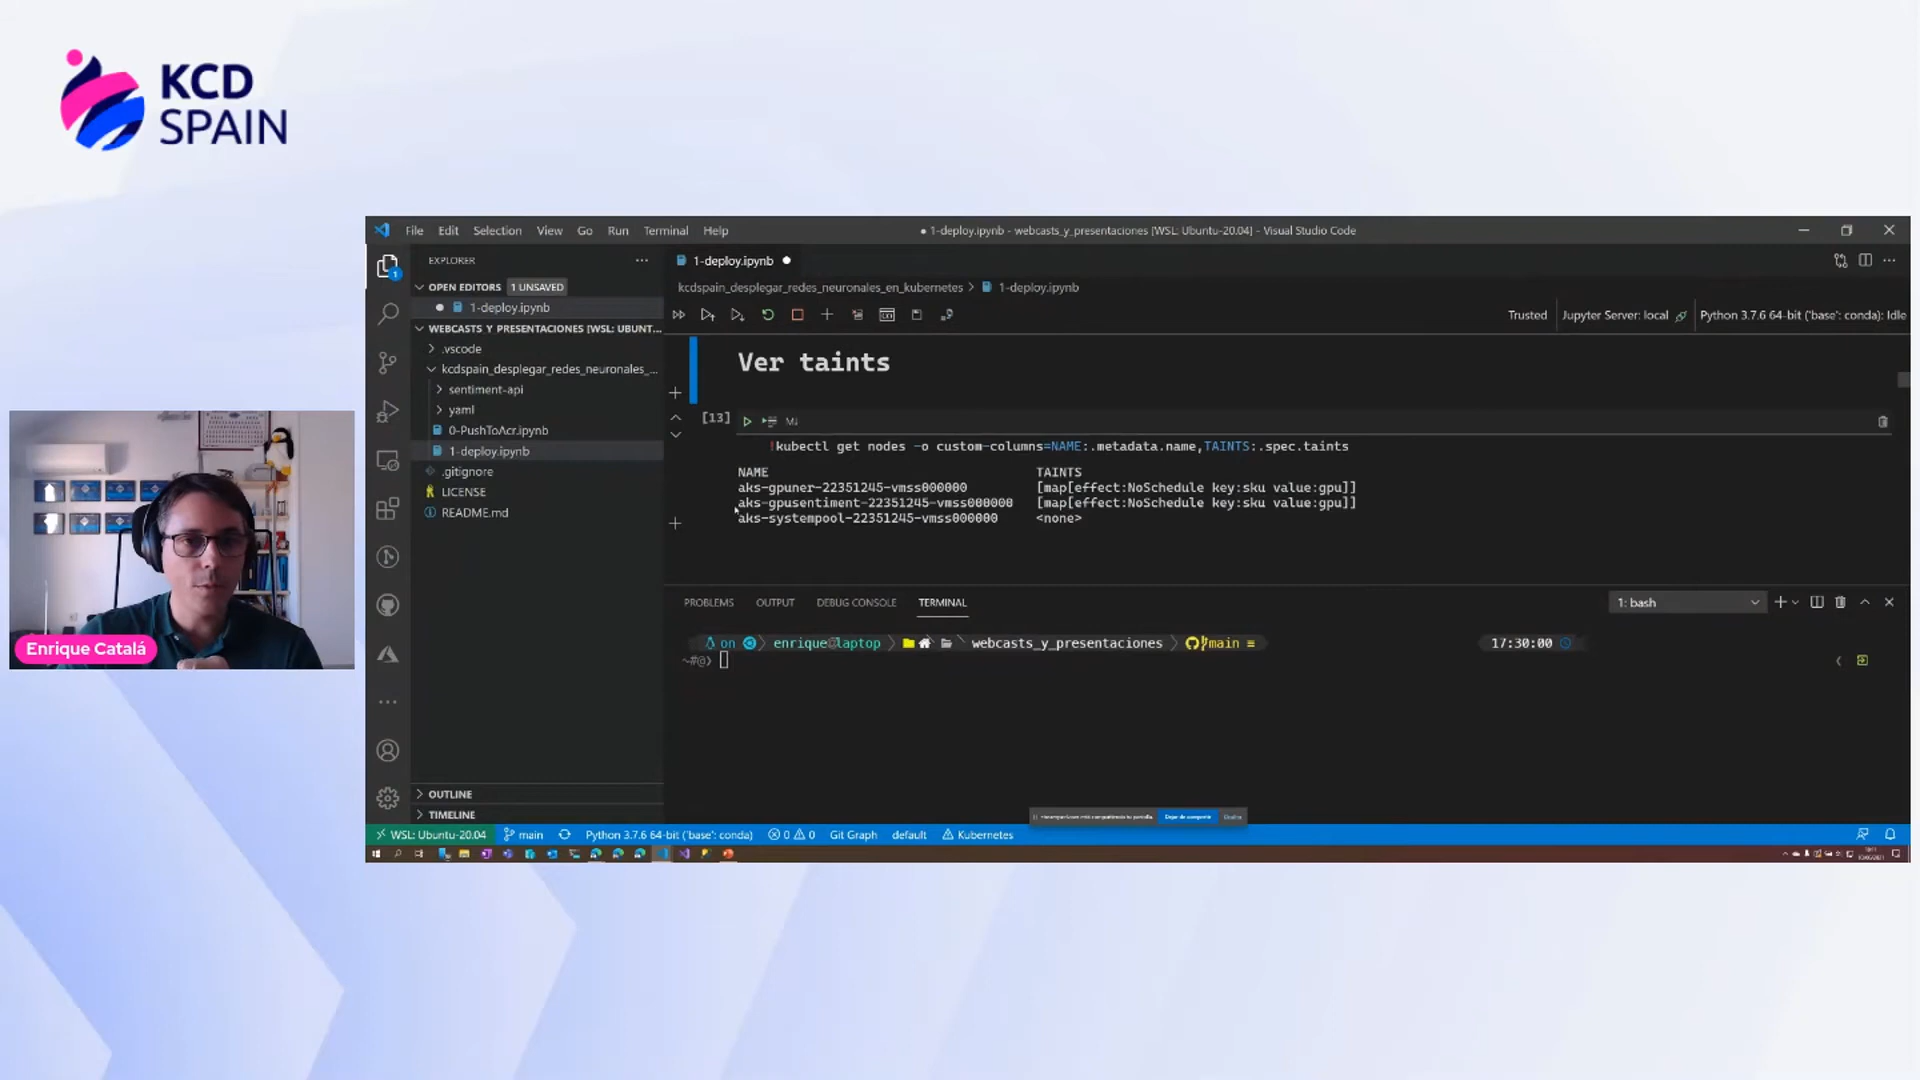 KCD
SPAIN
File Edit Selection View Go Run Terminal Help
● 1-deploy.ipynb - webcasts_y_presentaciones [WSL: Ubuntu-20.04] - Visual Studio Code
EXPLORER
OPEN EDITORS 1 UNSAVED
1-deploy.ipynb
WEBCASTS Y PRESENTACIONES [WSL: UBUNT...
.vscode
kcdspain_desplegar_redes_neuronales_...
sentiment-api
yaml
0-PushToAcr.ipynb
1-deploy.ipynb
.gitignore
LICENSE
README.md
OUTLINE
TIMELINE
1-deploy.ipynb
kcdspain_desplegar_redes_neuronales_en_kubernetes > 1-deploy.ipynb
Trusted Jupyter Server: local Python 3.7.6 64-bit ('base': conda): Idle
Ver taints
[13]
M↓
!kubectl get nodes -o custom-columns=NAME:.metadata.name,TAINTS:.spec.taints
NAME TAINTS
aks-gpuner-22351245-vmss000000 [map[effect:NoSchedule key:sku value:gpu]]
aks-gpusentiment-22351245-vmss000000 [map[effect:NoSchedule key:sku value:gpu]]
aks-systempool-22351245-vmss000000 <none>
PROBLEMS OUTPUT DEBUG CONSOLE TERMINAL
1: bash
on enrique@laptop webcasts_y_presentaciones main ≡ 17:30:00
~#@❯
Enrique Catalá
Dejar de compartir
WSL: Ubuntu-20.04 main Python 3.7.6 64-bit ('base': conda) 0 0 Git Graph default Kubernetes